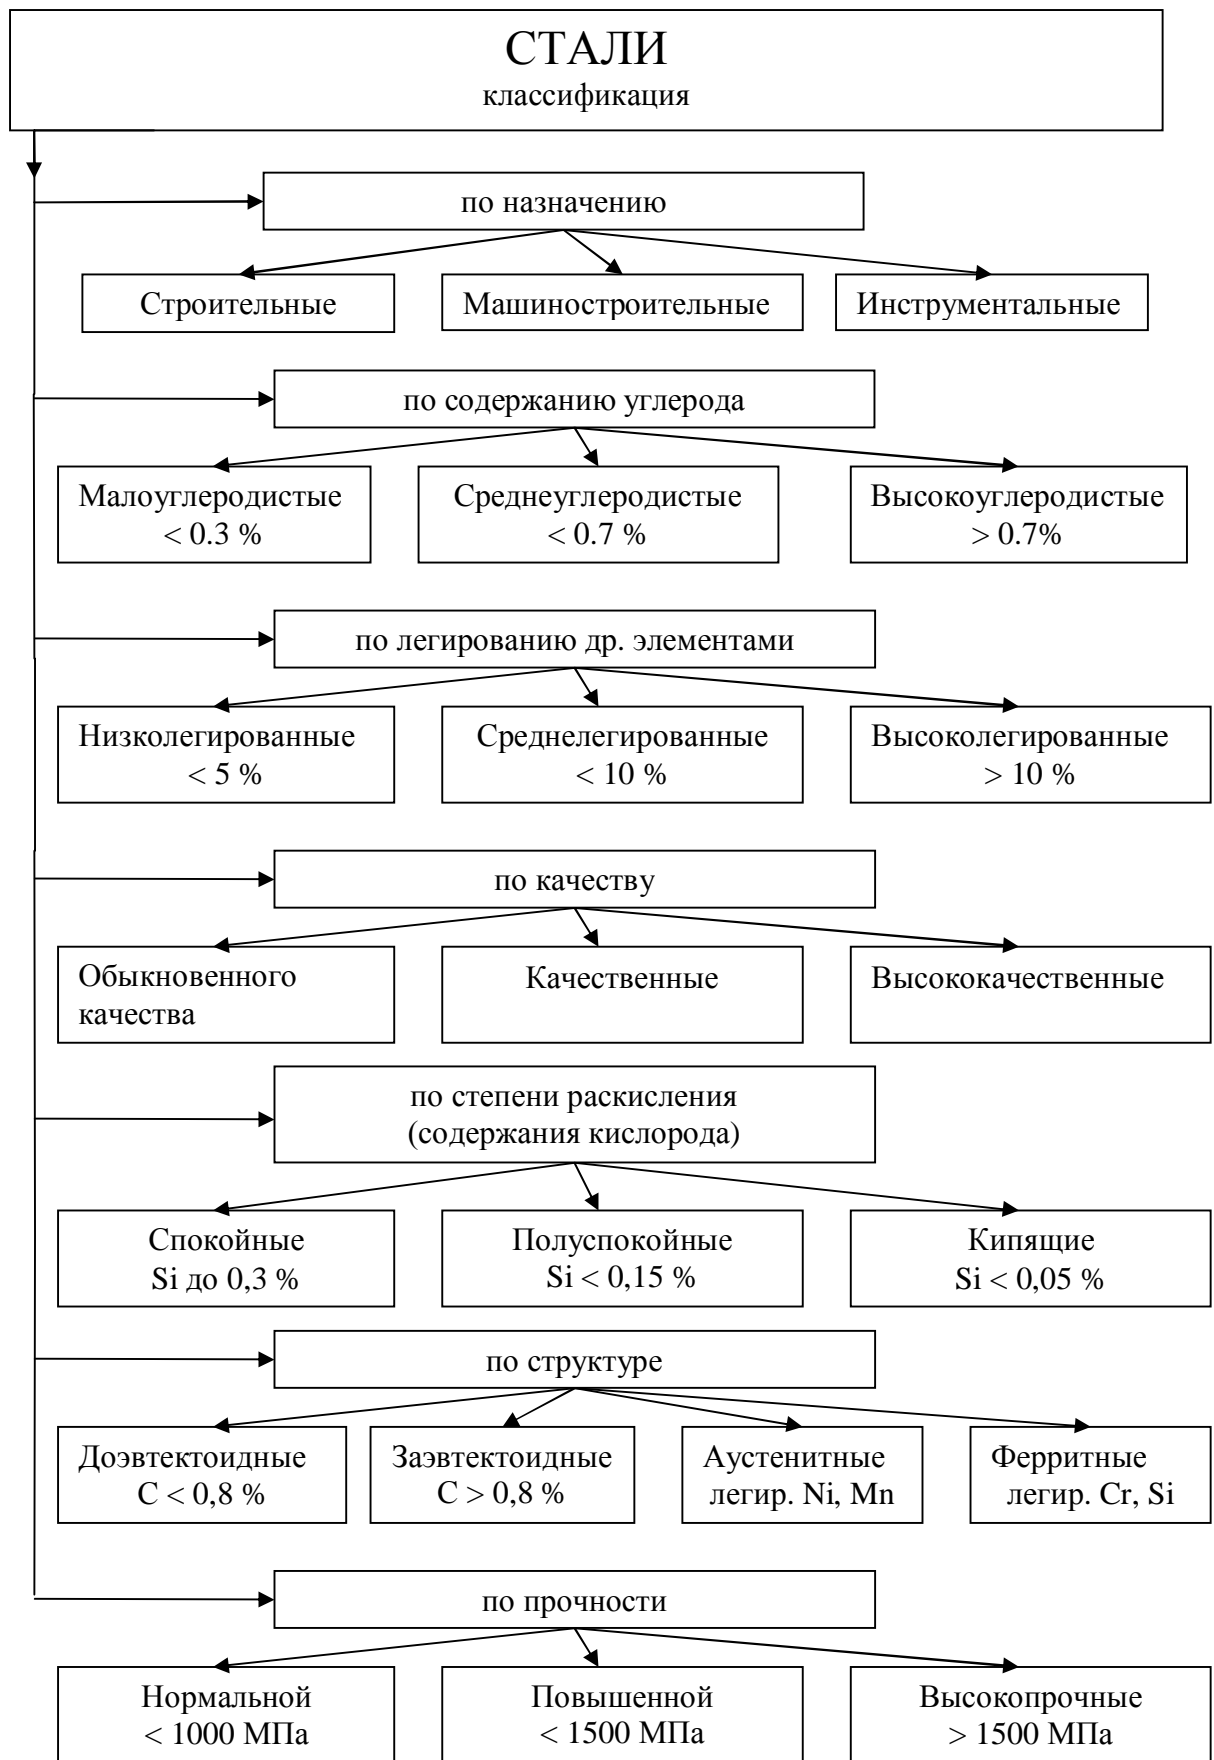 СТАЛИ
классификация
по назначению
Строительные
Машиностроительные
Инструментальные
по содержанию углерода
Малоуглеродистые
< 0.3 %
Среднеуглеродистые
< 0.7 %
Высокоуглеродистые
> 0.7%
по легированию др. элементами
Низколегированные
< 5 %
Среднелегированные
< 10 %
Высоколегированные
> 10 %
по качеству
Обыкновенного
качества
Качественные
Высококачественные
по степени раскисления
(содержания кислорода)
Спокойные
Si до 0,3 %
Полуспокойные
Si < 0,15 %
Кипящие
Si < 0,05 %
по структуре
Доэвтектоидные
С < 0,8 %
Заэвтектоидные
С > 0,8 %
Аустенитные
легир. Ni, Mn
Ферритные
легир. Cr, Si
по прочности
Нормальной
< 1000 МПа
Повышенной
< 1500 МПа
Высокопрочные
> 1500 МПа